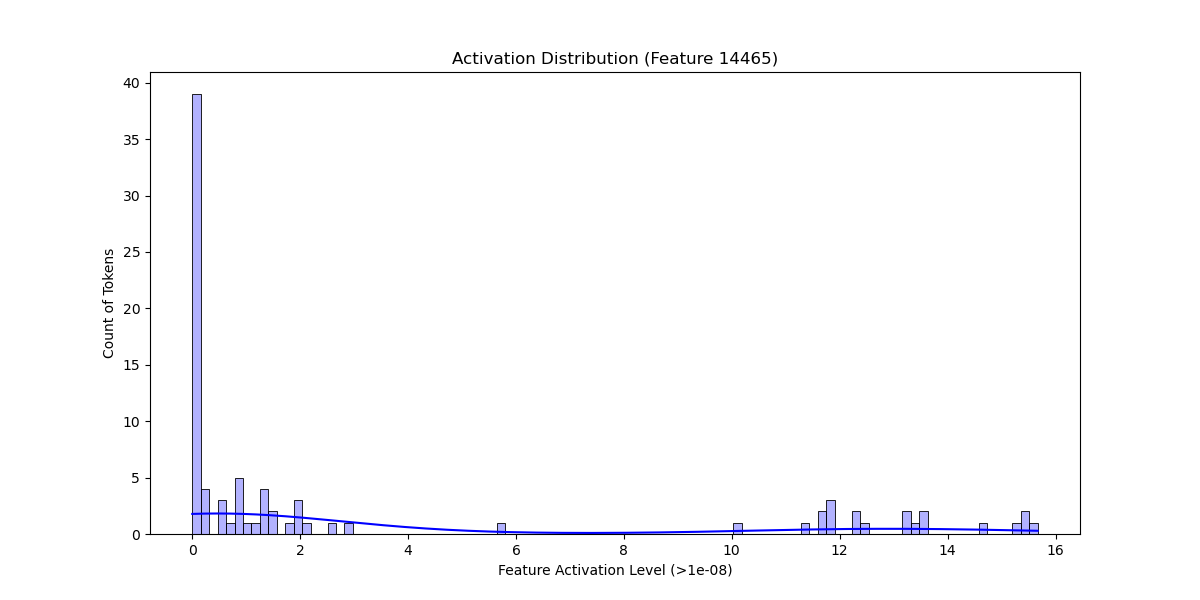 Activation Distribution (Feature 14465)
Count of Tokens
40
35
30
25
20
15
10
5
0
0 2 4 6 8 10 12 14 16
Feature Activation Level (>1e-08)